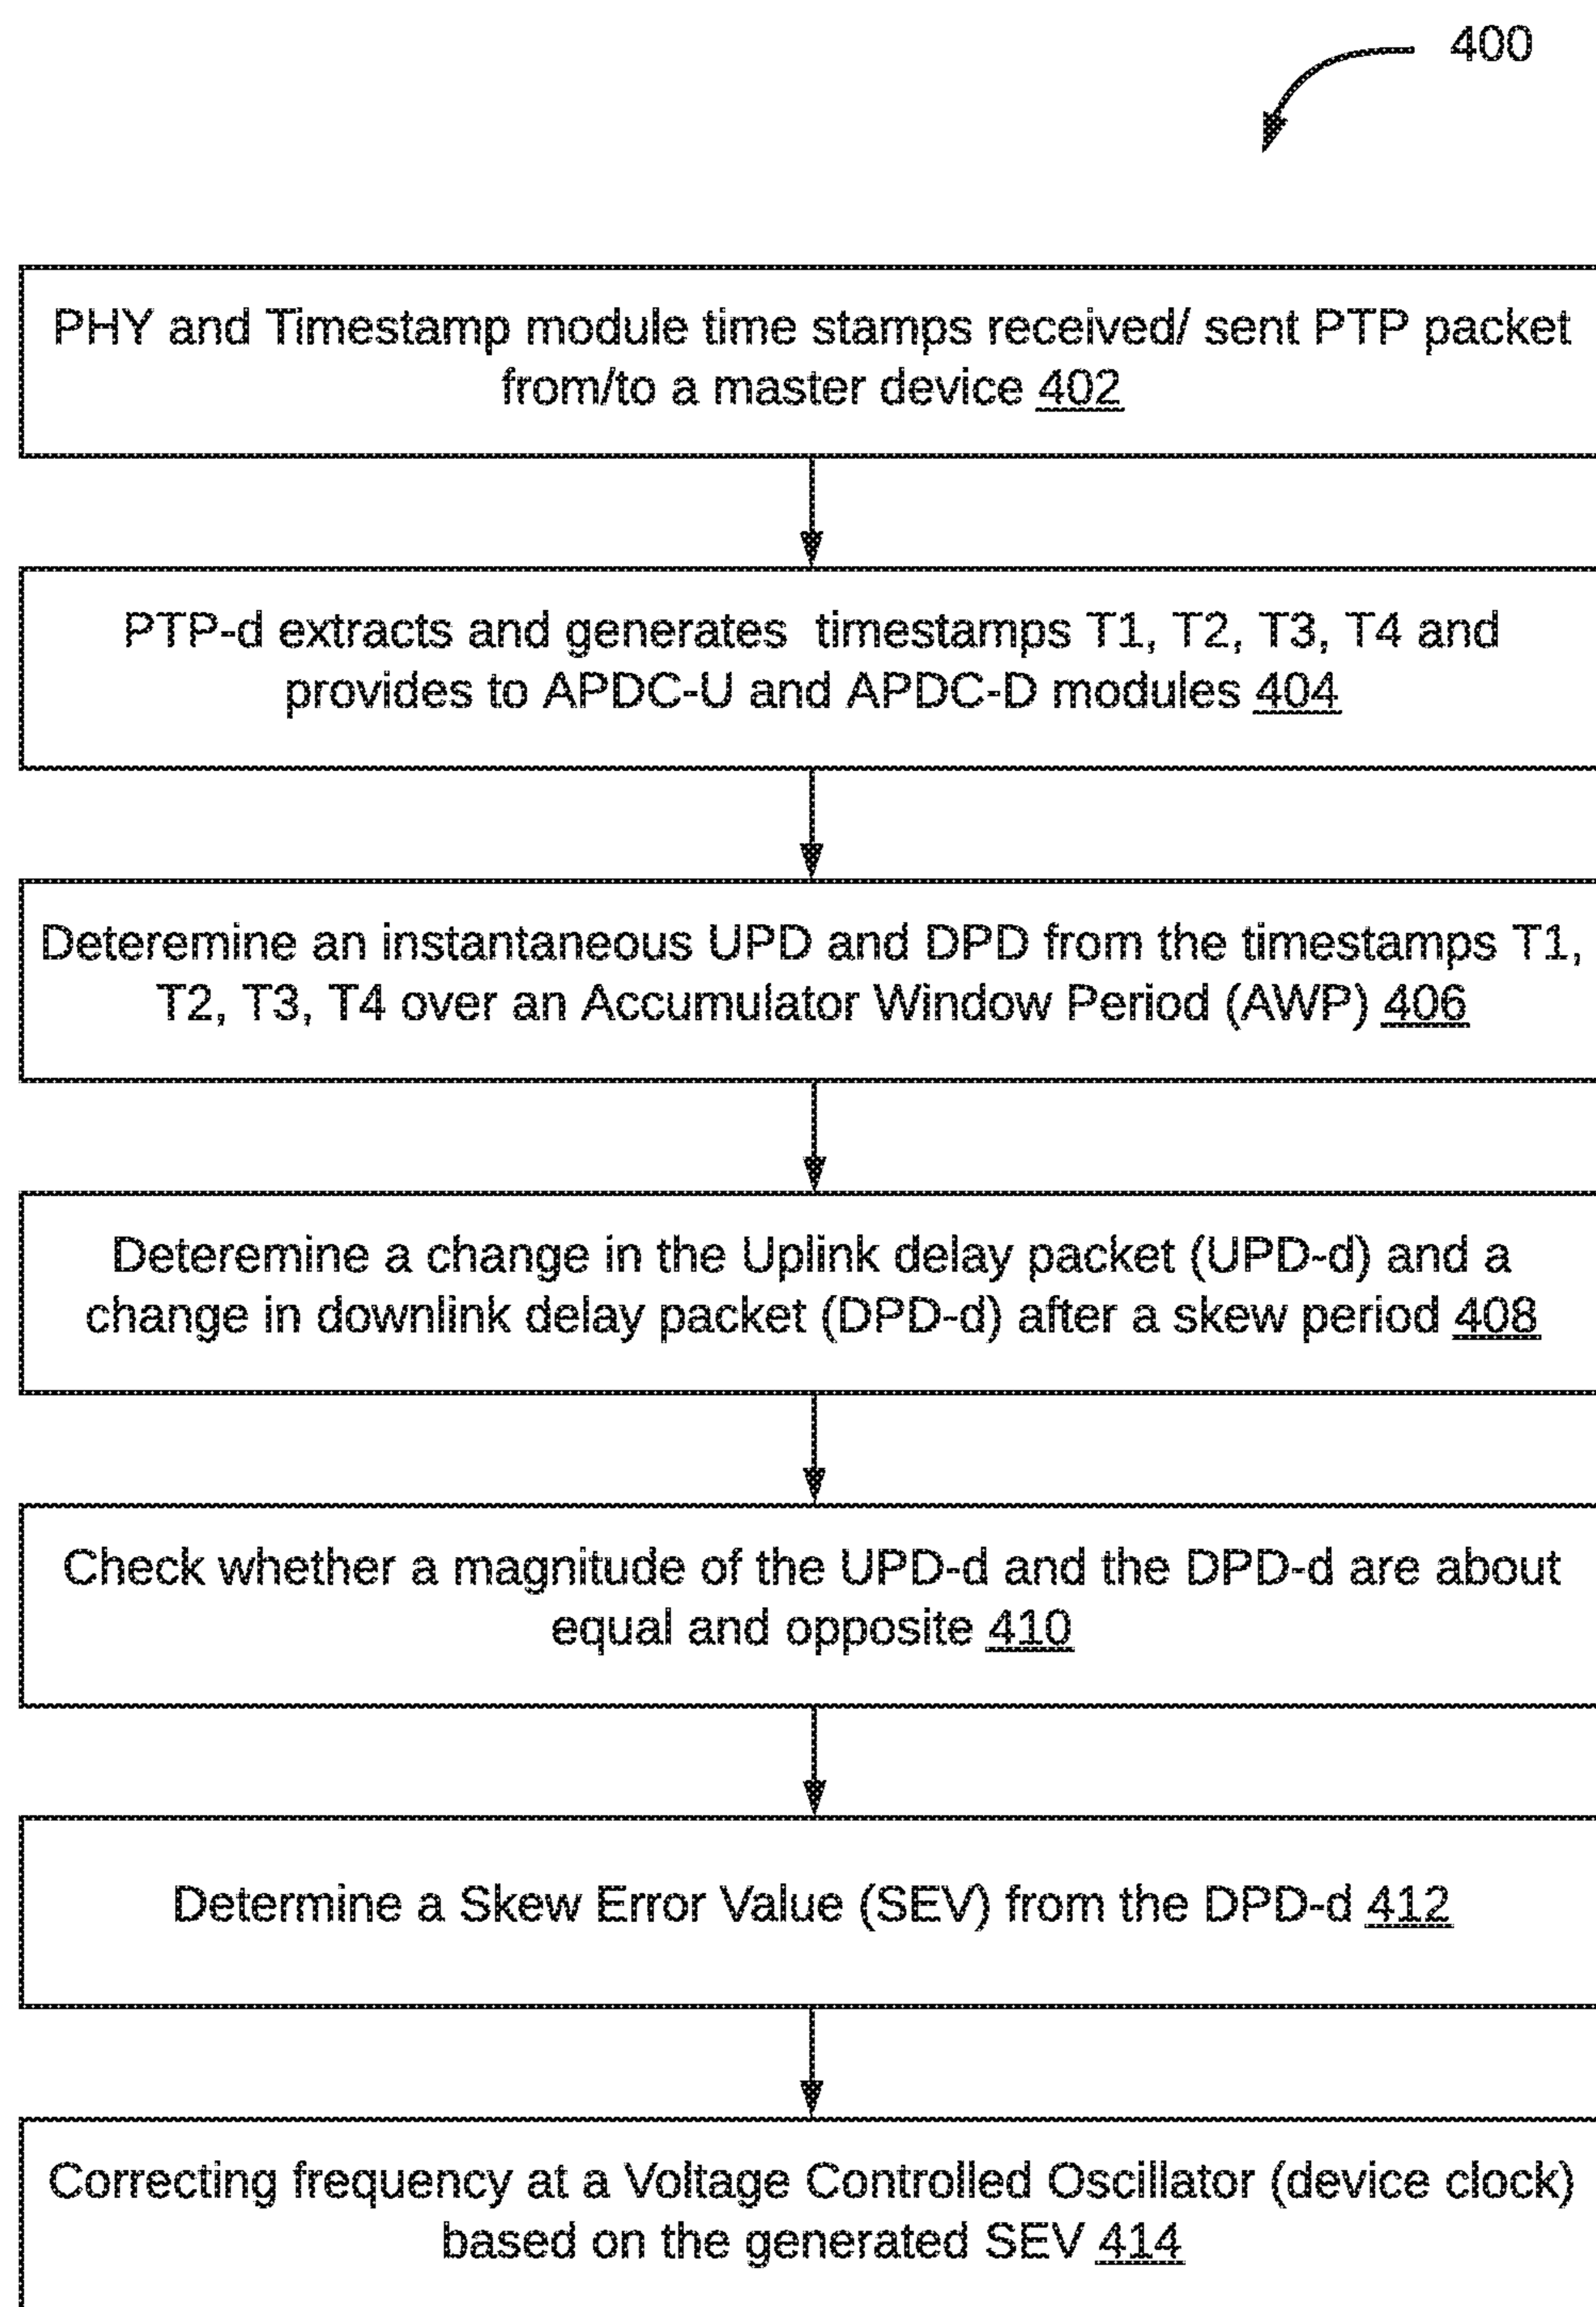 400
PHY and Timestamp module time stamps received/ sent PTP packet
from/to a master device 402
PTP-d extracts and generates  timestamps T1, T2, T3, T4 and
provides to APDC-U and APDC-D modules 404
Deteremine an instantaneous UPD and DPD from the timestamps T1,
T2, T3, T4 over an Accumulator Window Period (AWP) 406
Deteremine a change in the Uplink delay packet (UPD-d) and a
change in downlink delay packet (DPD-d) after a skew period 408
Check whether a magnitude of the UPD-d and the DPD-d are about
equal and opposite 410
Determine a Skew Error Value (SEV) from the DPD-d 412
Correcting frequency at a Voltage Controlled Oscillator (device clock)
based on the generated SEV 414